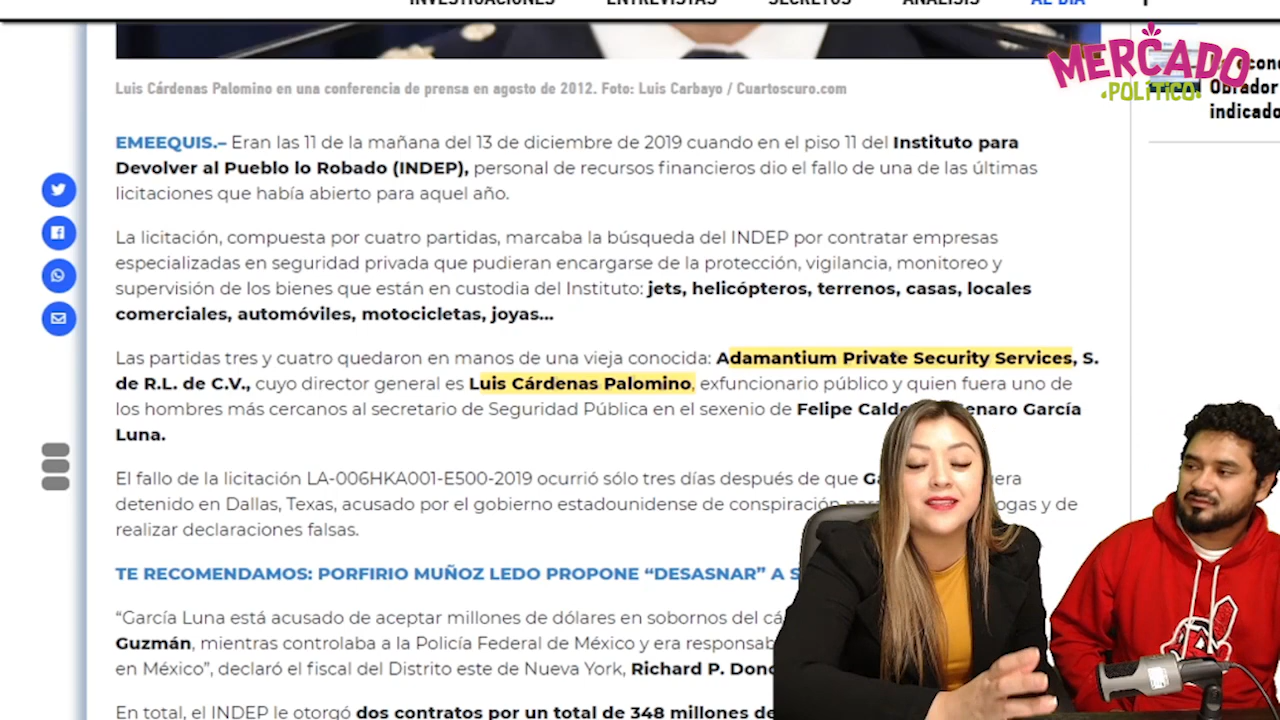 INVESTIGACIONES ENTREVISTAS SECRETOS ANÁLISIS AL DÍA
MERCADO
POLÍTICO
Obrador
Luis Cárdenas Palomino en una conferencia de prensa en agosto de 2012. Foto: Luis Carbayo / Cuartoscuro.com
EMEEQUIS.– Eran las 11 de la mañana del 13 de diciembre de 2019 cuando en el piso 11 del Instituto para
Devolver al Pueblo lo Robado (INDEP), personal de recursos financieros dio el fallo de una de las últimas
licitaciones que había abierto para aquel año.
La licitación, compuesta por cuatro partidas, marcaba la búsqueda del INDEP por contratar empresas
especializadas en seguridad privada que pudieran encargarse de la protección, vigilancia, monitoreo y
supervisión de los bienes que están en custodia del Instituto: jets, helicópteros, terrenos, casas, locales
comerciales, automóviles, motocicletas, joyas...
Las partidas tres y cuatro quedaron en manos de una vieja conocida: Adamantium Private Security Services, S.
de R.L. de C.V., cuyo director general es Luis Cárdenas Palomino, exfuncionario público y quien fuera uno de
los hombres más cercanos al secretario de Seguridad Pública en el sexenio de Felipe García
Luna.
El fallo de la licitación LA-006HKA001-E500-2019 ocurrió sólo tres días después de que
detenido en Dallas, Texas, acusado por el gobierno estadounidense de conspiración y de
realizar declaraciones falsas.
TE RECOMENDAMOS: PORFIRIO MUÑOZ LEDO PROPONE “DESASNAR” A
“García Luna está acusado de aceptar millones de dólares en sobornos del
Guzmán, mientras controlaba a la Policía Federal de México y era
en México”, declaró el fiscal del Distrito este de Nueva York, Richard P.
En total, el INDEP le otorgó dos contratos por un total de 348 millones de